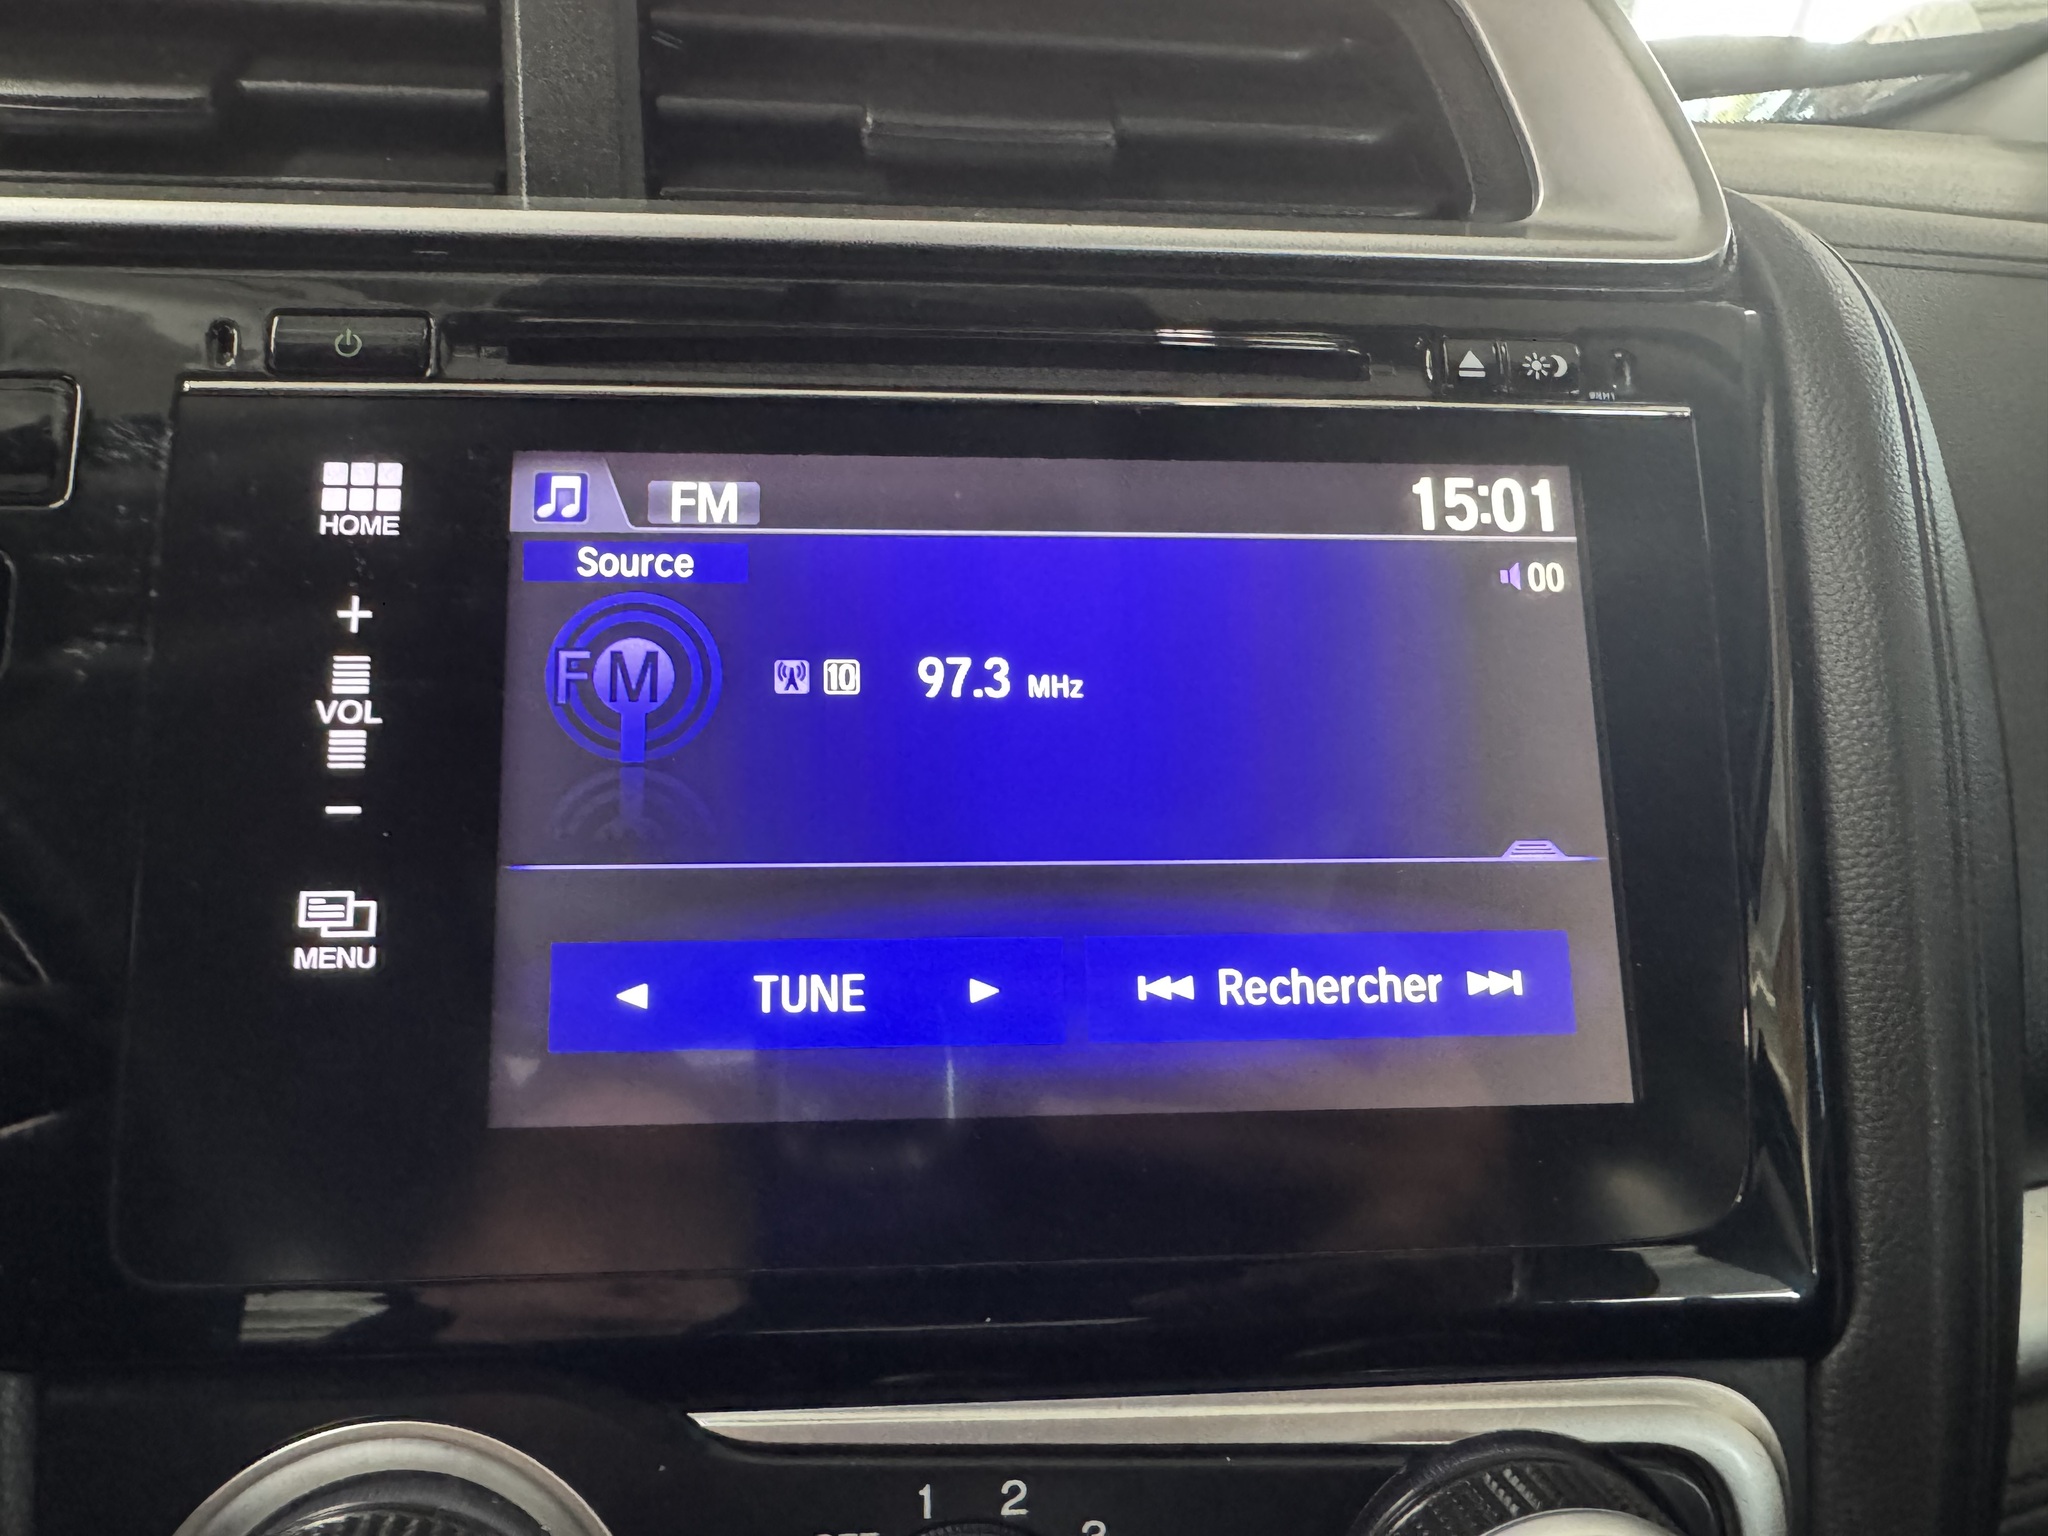 HOME
FM
15:01
Source
00
FM
10 97.3 MHz
+
VOL
−
MENU
TUNE
Rechercher
1 2